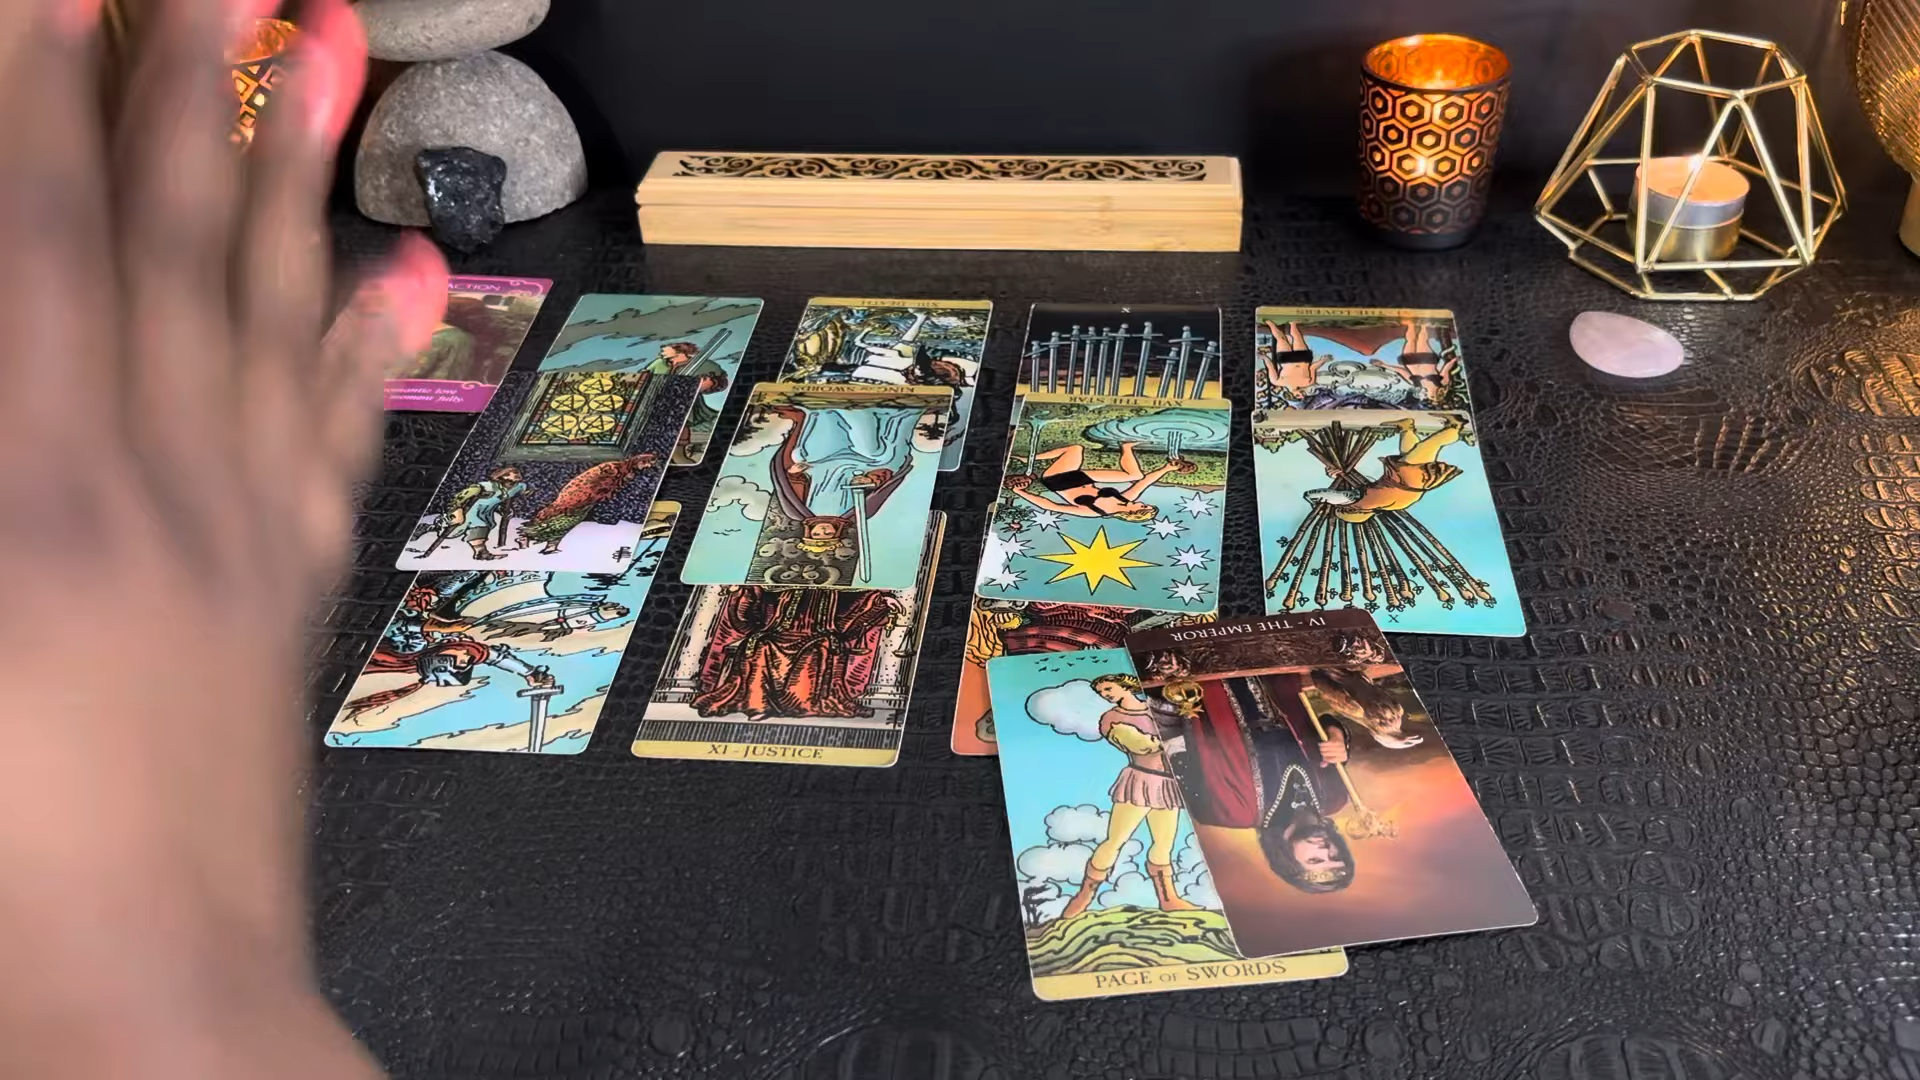 ACTION
romantic love
moment fully.
V
XIII - DEATH
X
VI - THE LOVERS
KING OF SWORDS
XVII - THE STAR
X
XI - JUSTICE
IV - THE EMPEROR
PAGE OF SWORDS